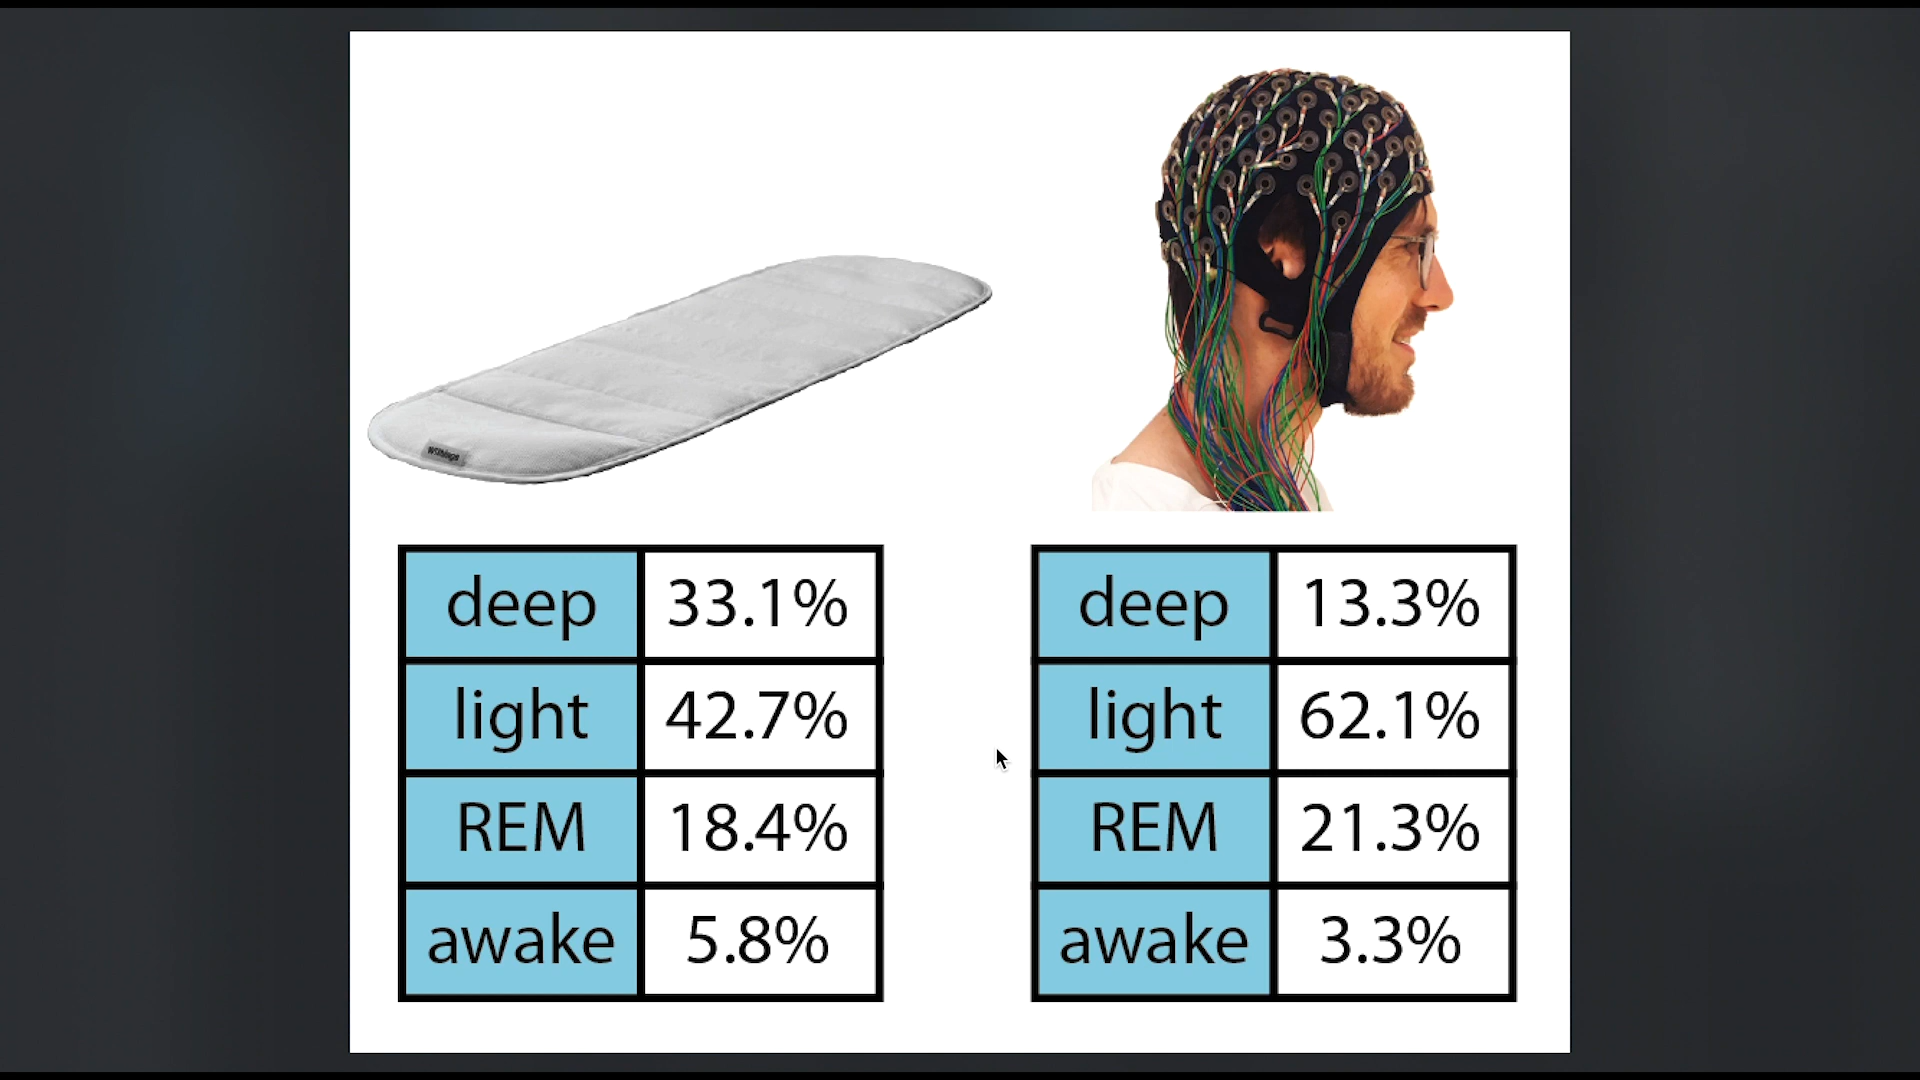 Withings
deep 33.1%
light 42.7%
REM 18.4%
awake 5.8%
deep 13.3%
light 62.1%
REM 21.3%
awake 3.3%